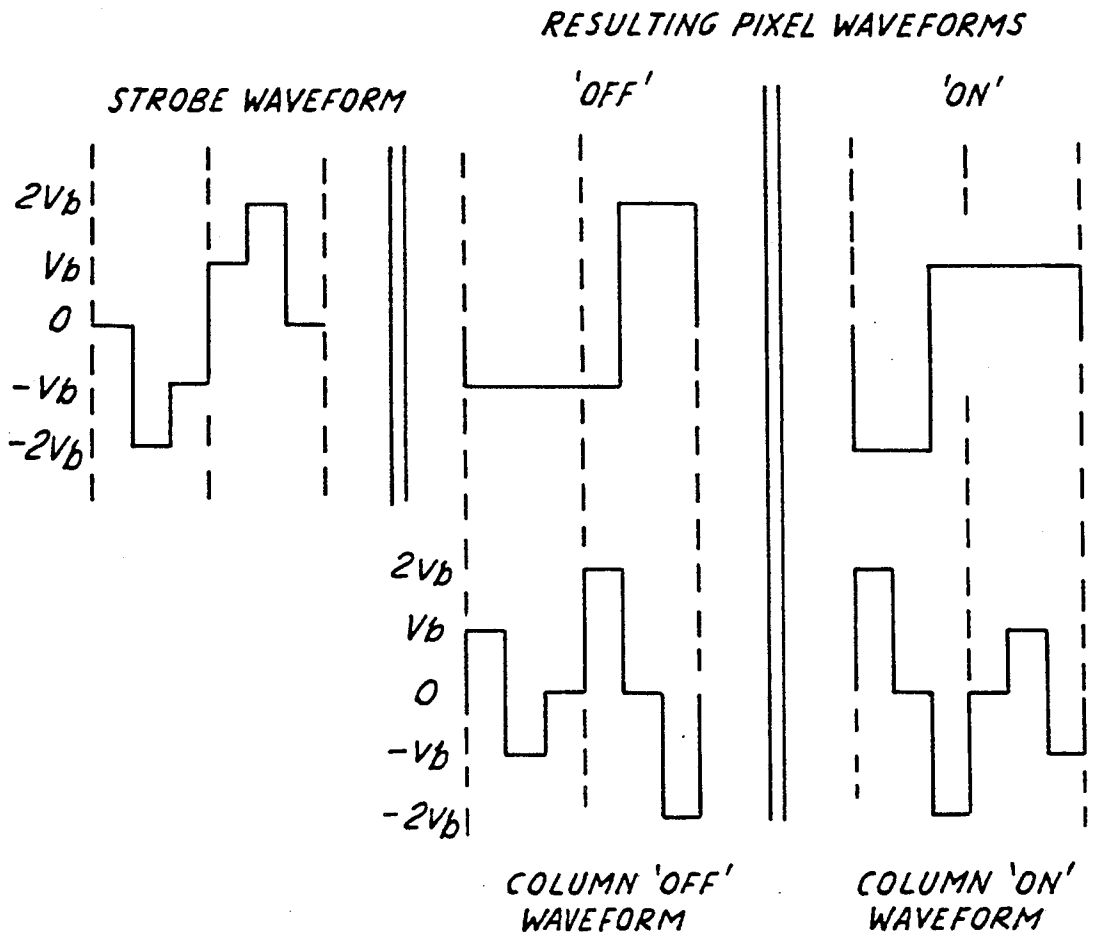 RESULTING PIXEL WAVEFORMS
STROBE WAVEFORM
'OFF'
'ON'
2Vb
Vb
0
-Vb
-2Vb
2Vb
Vb
0
-Vb
-2Vb
COLUMN 'OFF'
WAVEFORM
COLUMN 'ON'
WAVEFORM